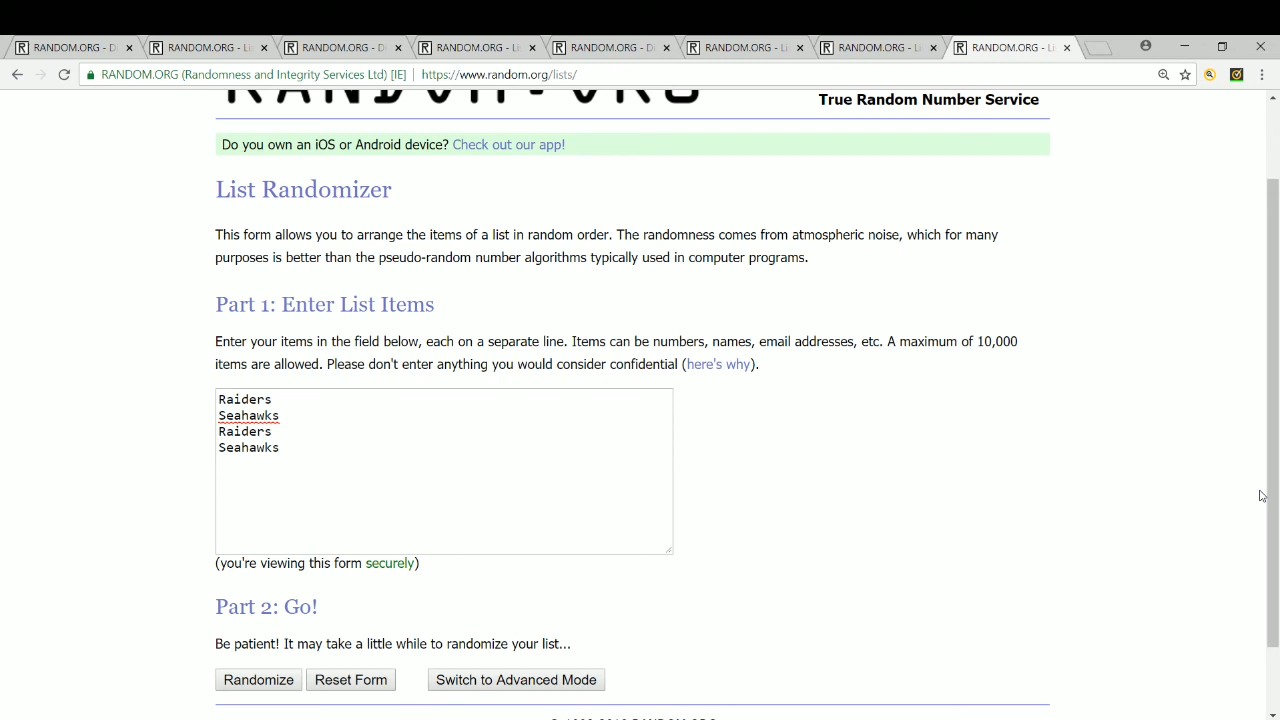 RANDOM.ORG - D
RANDOM.ORG - Li
RANDOM.ORG - D
RANDOM.ORG - Li
RANDOM.ORG - D
RANDOM.ORG - Li
RANDOM.ORG - Li
RANDOM.ORG - Li
RANDOM.ORG (Randomness and Integrity Services Ltd) [IE] https://www.random.org/lists/
RANDOM.ORG
True Random Number Service
Do you own an iOS or Android device? Check out our app!
List Randomizer
This form allows you to arrange the items of a list in random order. The randomness comes from atmospheric noise, which for many
purposes is better than the pseudo-random number algorithms typically used in computer programs.
Part 1: Enter List Items
Enter your items in the field below, each on a separate line. Items can be numbers, names, email addresses, etc. A maximum of 10,000
items are allowed. Please don't enter anything you would consider confidential (here's why).
Raiders
Seahawks
Raiders
Seahawks
(you're viewing this form securely)
Part 2: Go!
Be patient! It may take a little while to randomize your list...
Randomize Reset Form Switch to Advanced Mode